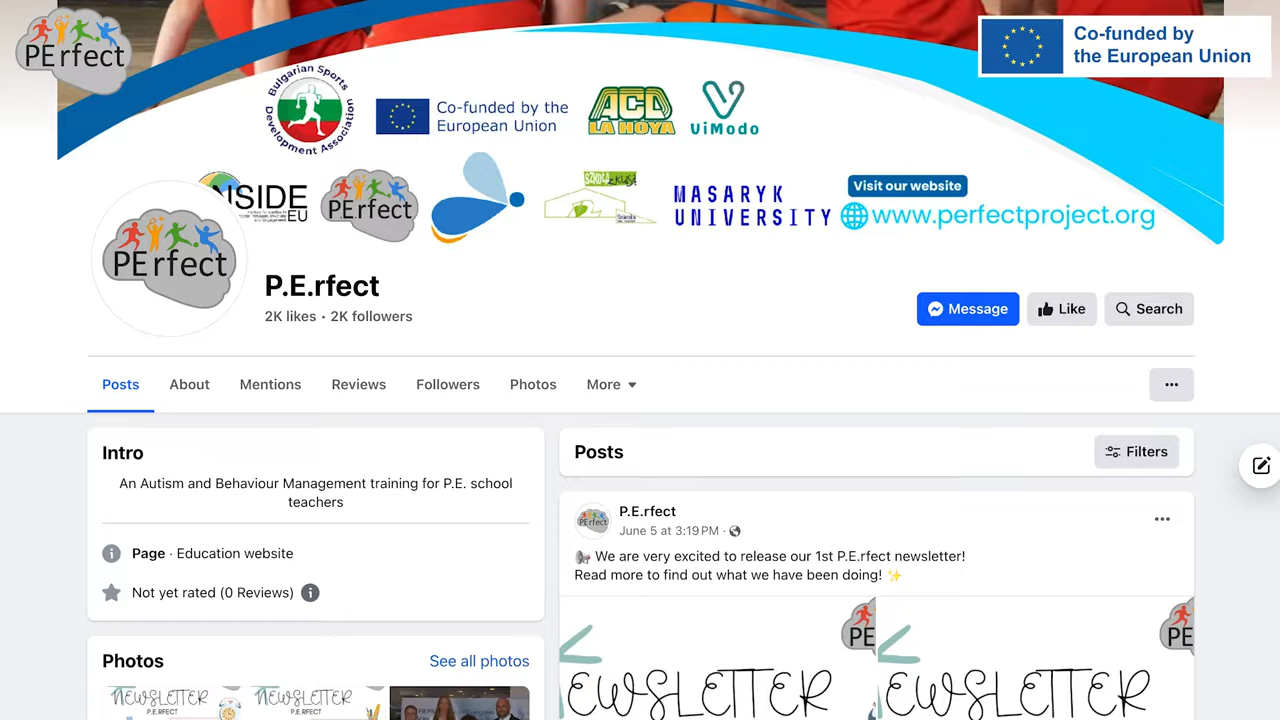 PErfect
Co-funded by
the European Union
Bulgarian Sports
Development Association
Co-funded by the
European Union
ACD
LA HOYA
ViModo
INSIDE
EU
PErfect
MASARYK
UNIVERSITY
Visit our website
www.perfectproject.org
PErfect
P.E.rfect
2K likes · 2K followers
Message
Like
Search
Posts
About
Mentions
Reviews
Followers
Photos
More
Intro
An Autism and Behaviour Management training for P.E. school
teachers
Page · Education website
Not yet rated (0 Reviews)
Photos
See all photos
NEWSLETTER
P.E.RFECT
NEWSLETTER
P.E.RFECT
Posts
Filters
PErfect
P.E.rfect
June 5 at 3:19 PM ·
We are very excited to release our 1st P.E.rfect newsletter!
Read more to find out what we have been doing! ✨
PE
PE
EWSLETTER
EWSLETTER